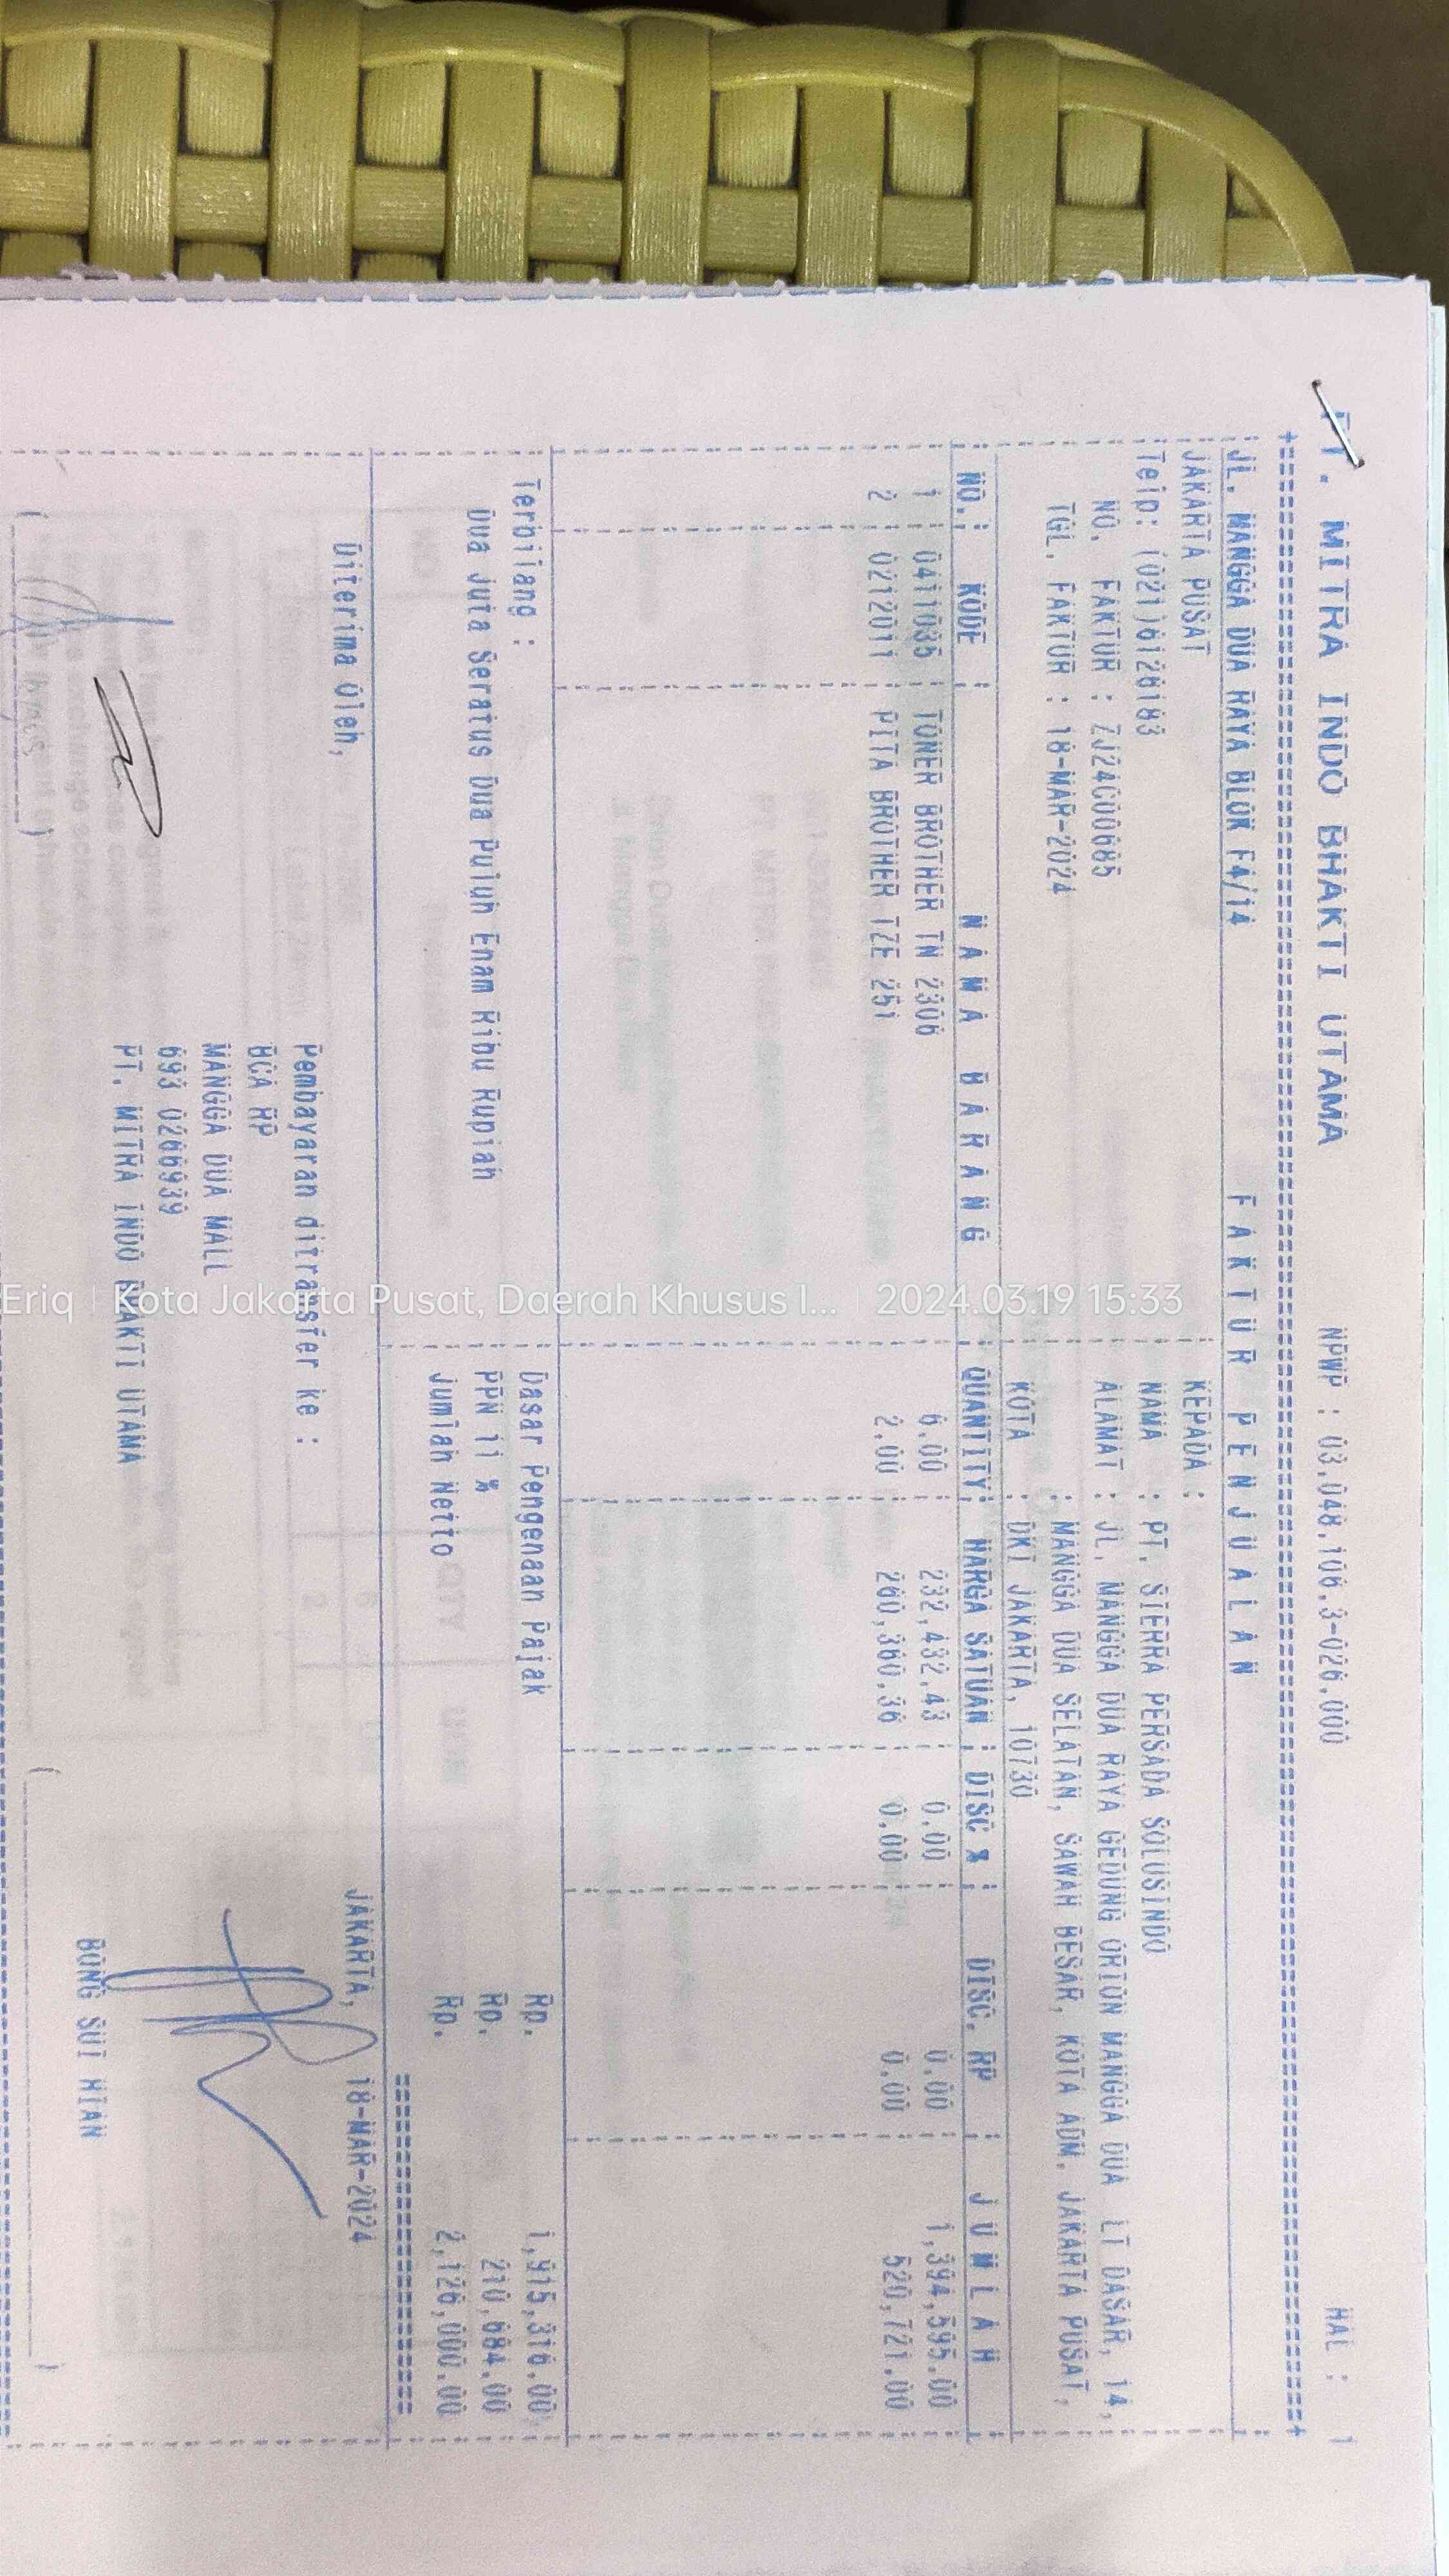 PT. MITRA INDO BHAKTI UTAMA NPWP : 03.048.106.3-026.000 HAL : 1
FAKTUR PENJUALAN
JL. MANGGA DUA RAYA BLOK F4/14
JAKARTA PUSAT KEPADA :
Telp: (021)6128183 NAMA : PT. SIERRA PERSADA SOLUSINDO
NO. FAKTUR : ZJ24C00685 ALAMAT : JL. MANGGA DUA RAYA GEDUNG ORION MANGGA DUA LT DASAR, 14,
TGL. FAKTUR : 18-MAR-2024 : MANGGA DUA SELATAN, SAWAH BESAR, KOTA ADM. JAKARTA PUSAT,
KOTA : DKI JAKARTA, 10730
NO. KODE NAMA BARANG QUANTITY HARGA SATUAN DISC % DISC. RP JUMLAH
1 0411035 TONER BROTHER TN 2306 6.00 232,432.43 0.00 0.00 1,394,595.00
2 0212011 PITA BROTHER TZE 251 2.00 260,360.36 0.00 0.00 520,721.00
Terbilang : Dasar Pengenaan Pajak Rp. 1,915,316.00
Dua Juta Seratus Dua Puluh Enam Ribu Rupiah PPN 11 % Rp. 210,684.00
Jumlah Netto Rp. 2,126,000.00
Diterima Oleh, JAKARTA, 18-MAR-2024
Pembayaran ditransfer ke :
BCA RP
MANGGA DUA MALL
693 0266939
PT. MITRA INDO BHAKTI UTAMA
BONG SUI HIAN
Eriq | Kota Jakarta Pusat, Daerah Khusus I... | 2024.03.19 15:33